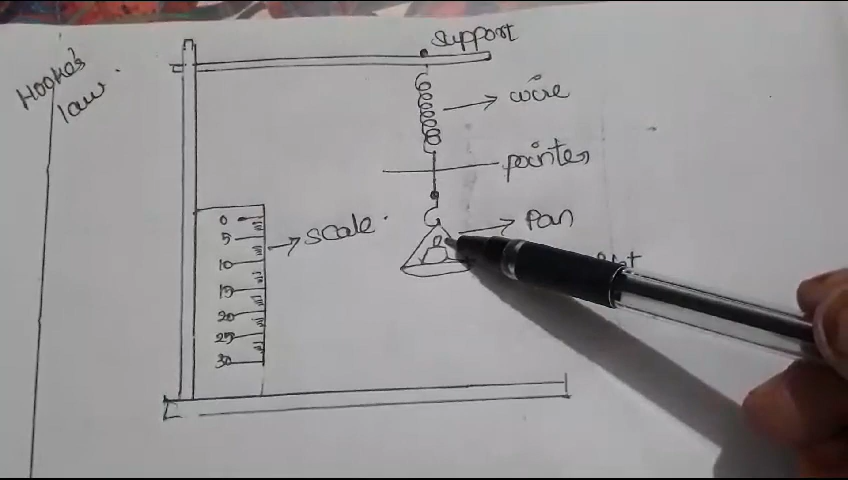 Hooke's
law.
support
wire
pointer
Pan
scale.
0
5
10
15
20
25
30